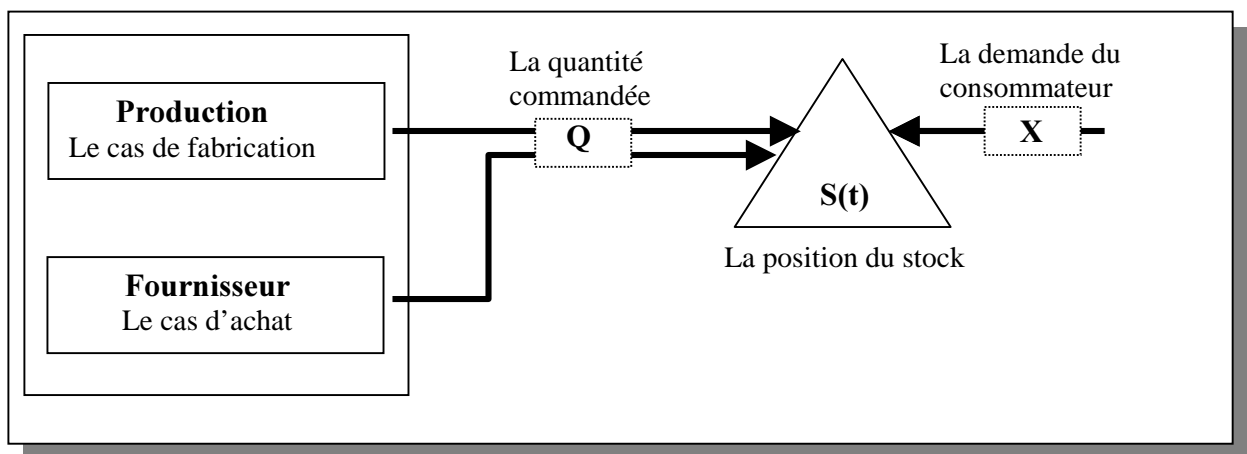 Production
Le cas de fabrication
Fournisseur
Le cas d'achat
La quantité
commandée
Q
S(t)
La position du stock
La demande du
consommateur
X